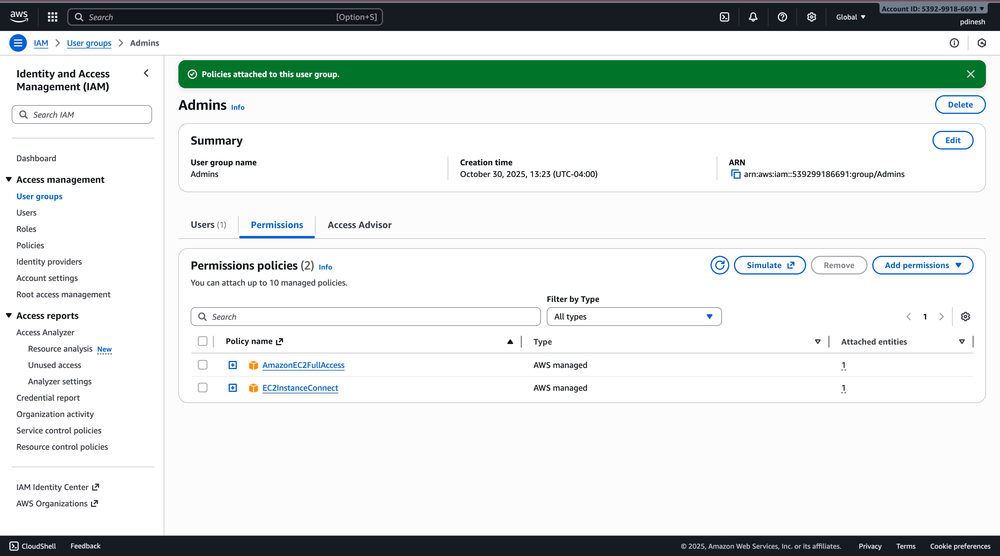 aws
Search
[Option+S]
Global
Account ID: 5392-9918-6691
pdinesh
IAM
User groups
Admins
Identity and Access
Management (IAM)
Search IAM
Dashboard
Access management
User groups
Users
Roles
Policies
Identity providers
Account settings
Root access management
Access reports
Access Analyzer
Resource analysis New
Unused access
Analyzer settings
Credential report
Organization activity
Service control policies
Resource control policies
IAM Identity Center
AWS Organizations
Policies attached to this user group.
Admins Info
Delete
Summary
Edit
User group name
Admins
Creation time
October 30, 2025, 13:23 (UTC-04:00)
ARN
arn:aws:iam::539299186691:group/Admins
Users (1)
Permissions
Access Advisor
Permissions policies (2) Info
You can attach up to 10 managed policies.
Simulate
Remove
Add permissions
Filter by Type
Search
All types
1
Policy name
Type
Attached entities
AmazonEC2FullAccess
AWS managed
1
EC2InstanceConnect
AWS managed
1
CloudShell
Feedback
© 2025, Amazon Web Services, Inc. or its affiliates.
Privacy
Terms
Cookie preferences